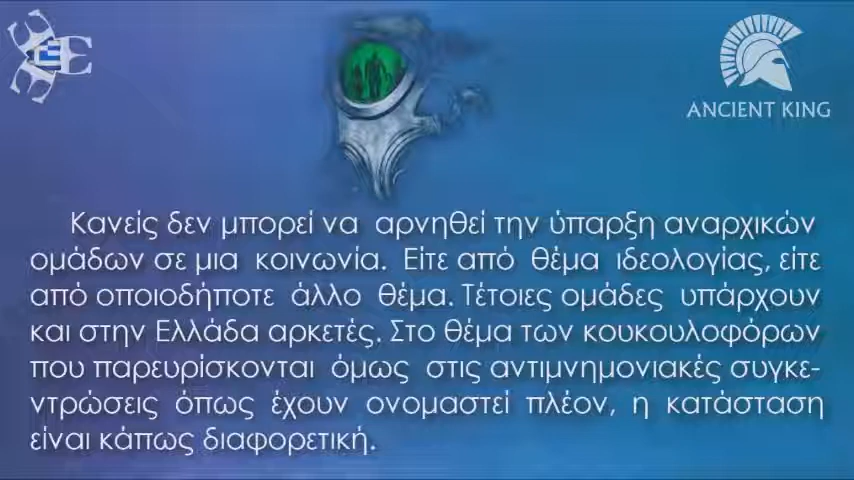 ANCIENT KING
Κανείς δεν μπορεί να αρνηθεί την ύπαρξη αναρχικών
ομάδων σε μια κοινωνία. Είτε από θέμα ιδεολογίας, είτε
από οποιοδήποτε άλλο θέμα. Τέτοιες ομάδες υπάρχουν
και στην Ελλάδα αρκετές. Στο θέμα των κουκουλοφόρων
που παρευρίσκονται όμως στις αντιμνημονιακές συγκε-
ντρώσεις όπως έχουν ονομαστεί πλέον, η κατάσταση
είναι κάπως διαφορετική.